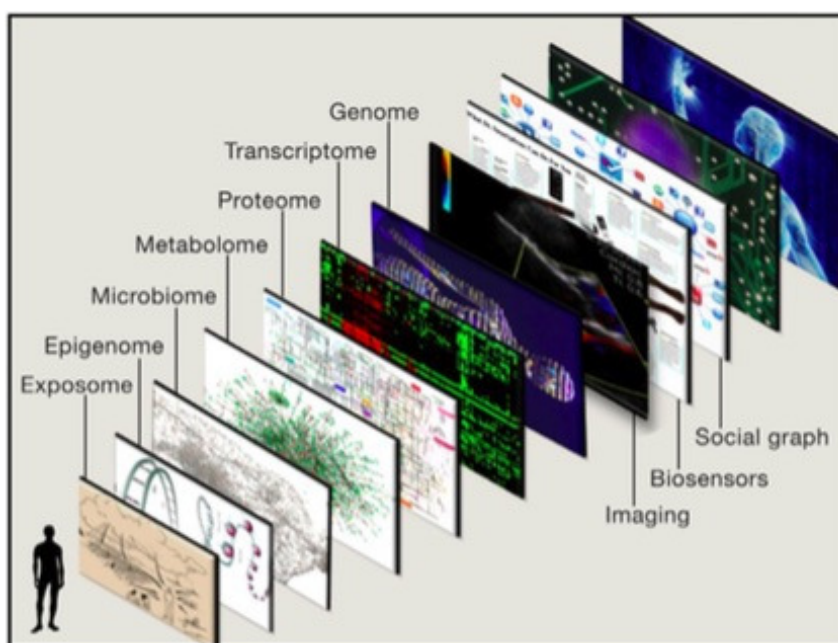 Genome
Transcriptome
Proteome
Metabolome
Microbiome
Epigenome
Exposome
Social graph
Biosensors
Imaging